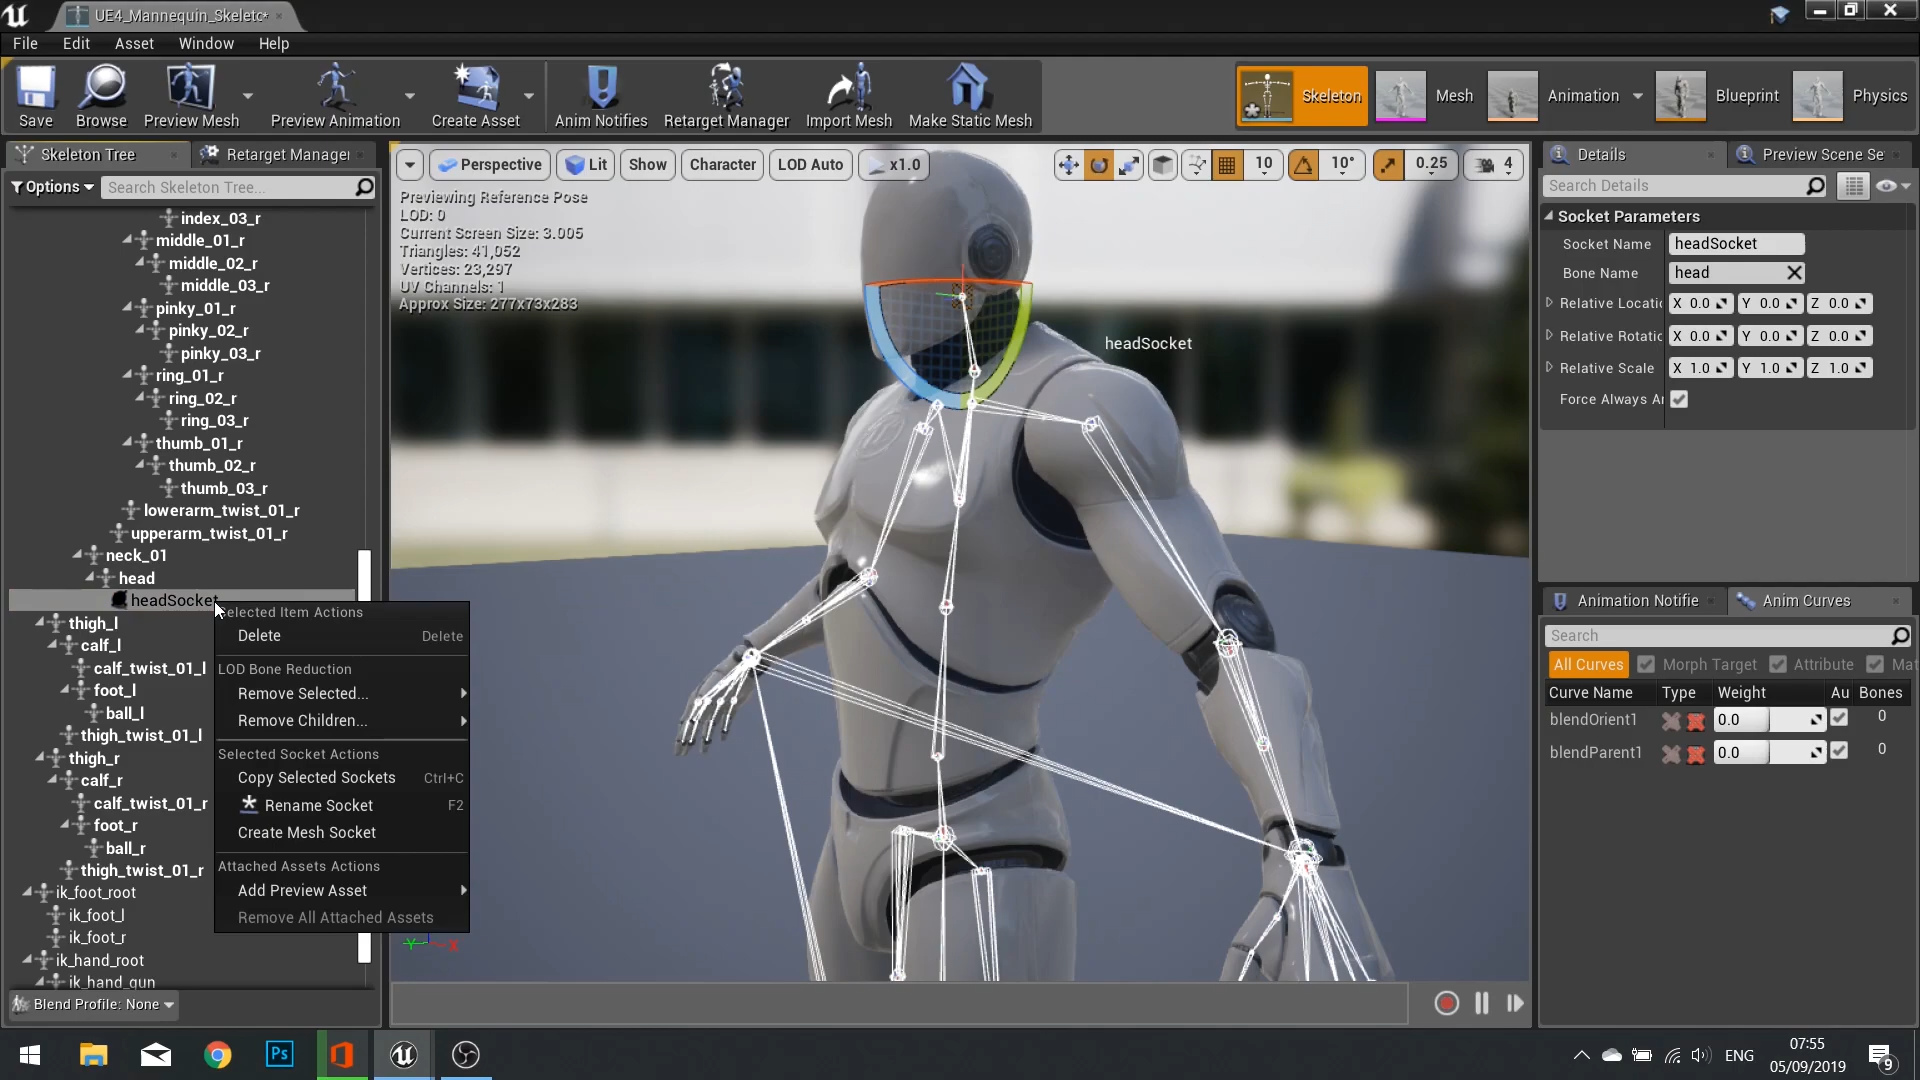 UE4_Mannequin_Skeletc*
File Edit Asset Window Help
Save
Browse
Preview Mesh
Preview Animation
Create Asset
Anim Notifies
Retarget Manager
Import Mesh
Make Static Mesh
Skeleton
Mesh
Animation
Blueprint
Physics
Skeleton Tree
Retarget Manager
Options
Search Skeleton Tree...
index_03_r
middle_01_r
middle_02_r
middle_03_r
pinky_01_r
pinky_02_r
pinky_03_r
ring_01_r
ring_02_r
ring_03_r
thumb_01_r
thumb_02_r
thumb_03_r
lowerarm_twist_01_r
upperarm_twist_01_r
neck_01
head
headSocket
thigh_l
calf_l
calf_twist_01_l
foot_l
ball_l
thigh_twist_01_l
thigh_r
calf_r
calf_twist_01_r
foot_r
ball_r
thigh_twist_01_r
ik_foot_root
ik_foot_l
ik_foot_r
ik_hand_root
ik_hand_gun
Blend Profile: None
Selected Item Actions
Delete Delete
LOD Bone Reduction
Remove Selected...
Remove Children...
Selected Socket Actions
Copy Selected Sockets Ctrl+C
Rename Socket F2
Create Mesh Socket
Attached Assets Actions
Add Preview Asset
Remove All Attached Assets
Perspective Lit Show Character LOD Auto x1.0
10 10° 0.25 4
Previewing Reference Pose
LOD: 0
Current Screen Size: 3.005
Triangles: 41,052
Vertices: 23,297
UV Channels: 1
Approx Size: 277x73x283
headSocket
Y X
Details
Preview Scene Se
Search Details
Socket Parameters
Socket Name headSocket
Bone Name head
Relative Locati X 0.0 Y 0.0 Z 0.0
Relative Rotatio X 0.0 Y 0.0 Z 0.0
Relative Scale X 1.0 Y 1.0 Z 1.0
Force Always Ar
Animation Notifie
Anim Curves
Search
All Curves Morph Target Attribute Mat
Curve Name Type Weight Au Bones
blendOrient1 0.0 0
blendParent1 0.0 0
Ps
ENG
07:55
05/09/2019
9